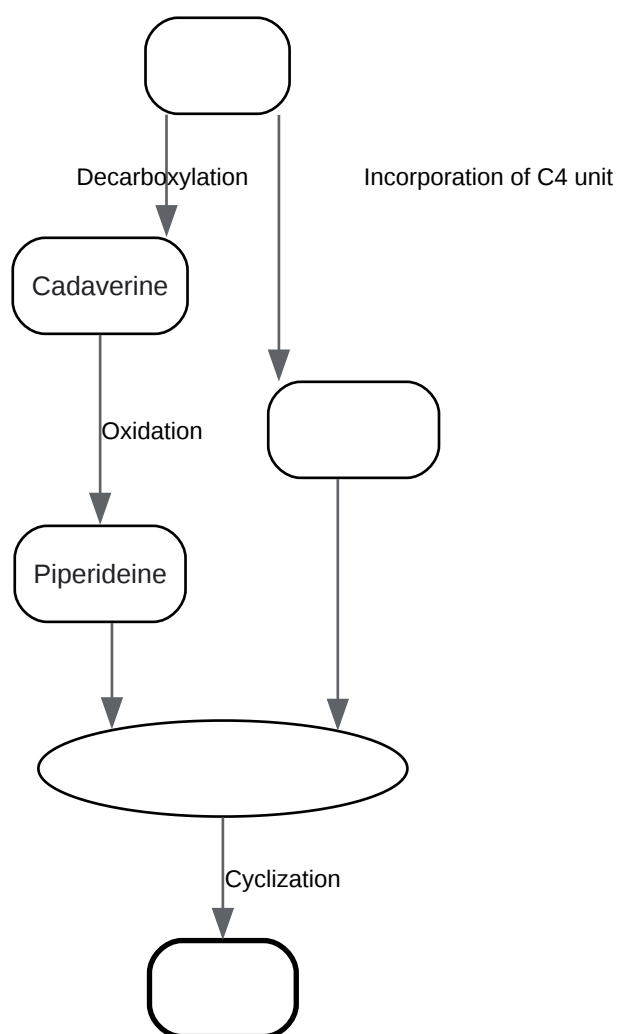 Decarboxylation
Incorporation of C4 unit
Cadaverine
Oxidation
Piperideine
Cyclization